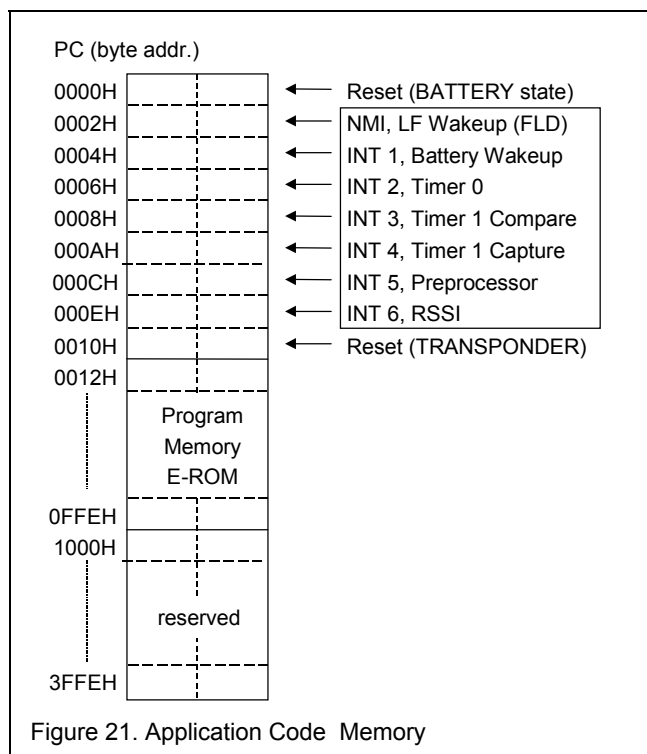 PC (byte addr.)
0000H Reset (BATTERY state)
0002H NMI, LF Wakeup (FLD)
0004H INT 1, Battery Wakeup
0006H INT 2, Timer 0
0008H INT 3, Timer 1 Compare
000AH INT 4, Timer 1 Capture
000CH INT 5, Preprocessor
000EH INT 6, RSSI
0010H Reset (TRANSPONDER)
0012H
Program
Memory
E-ROM
0FFEH
1000H
reserved
3FFEH
Figure 21. Application Code Memory